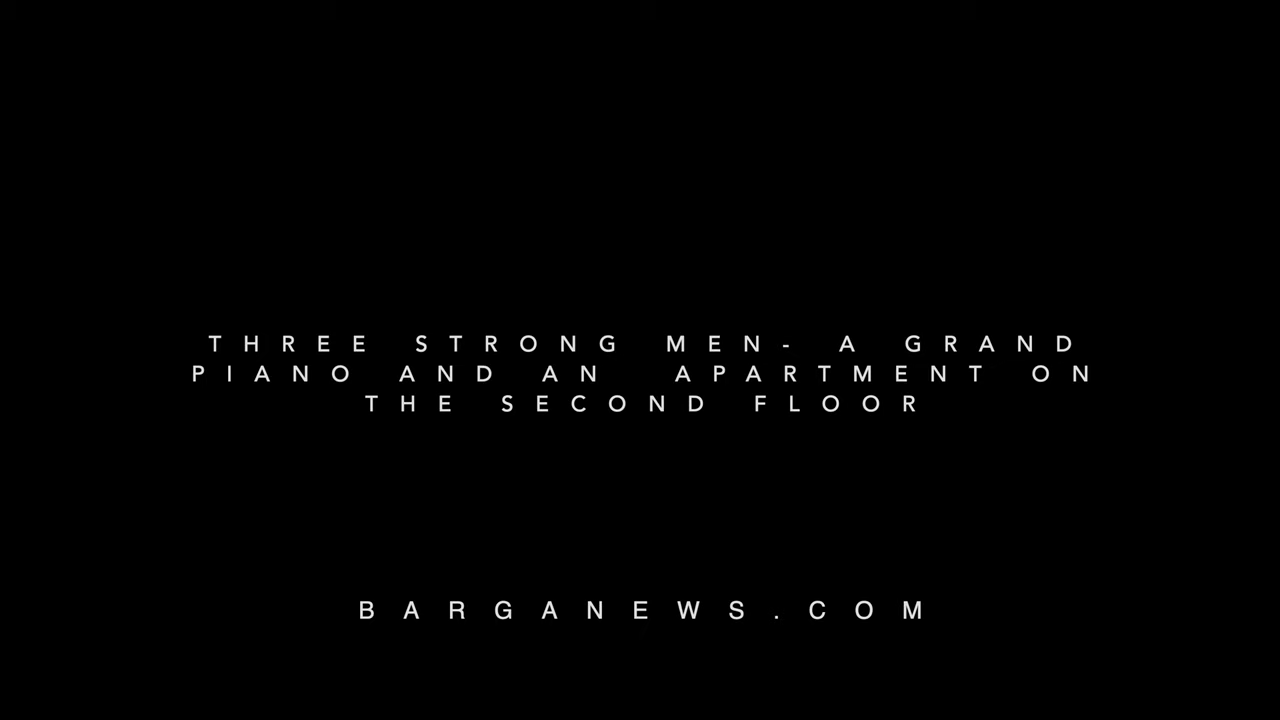 THREE STRONG MEN- A GRAND
PIANO AND AN APARTMENT ON
THE SECOND FLOOR
BARGANEWS.COM